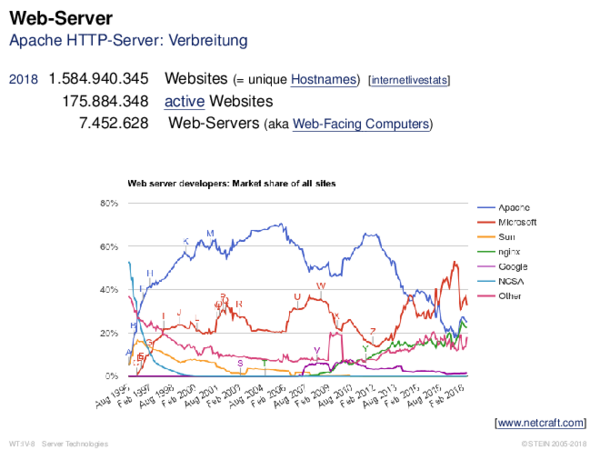 Web-Server
Apache HTTP-Server: Verbreitung
2018 1.584.940.345 Websites (= unique Hostnames) [internetlivestats]
175.884.348 active Websites
7.452.628 Web-Servers (aka Web-Facing Computers)
Web server developers: Market share of all sites
80%
60%
40%
20%
0%
Apache
Microsoft
Sun
nginx
Google
NCSA
Other
K
M
H
I
J
L
R
U
W
X
Z
S
T
V
Y
Aug 1995
Feb 1997
Aug 1998
Feb 2000
Aug 2001
Feb 2003
Aug 2004
Feb 2006
Aug 2007
Feb 2009
Aug 2010
Feb 2012
Aug 2013
Feb 2015
[www.netcraft.com]
WT:IV-8 Server Technologies
© STEIN 2005-2018